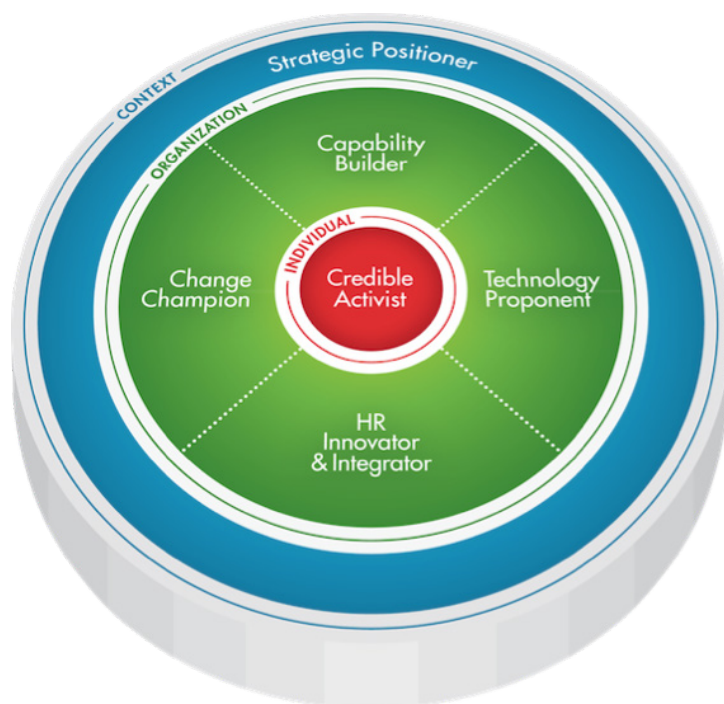 CONTEXT
Strategic Positioner
ORGANIZATION
Capability
Builder
INDIVIDUAL
Change
Champion
Credible
Activist
Technology
Proponent
HR
Innovator
& Integrator